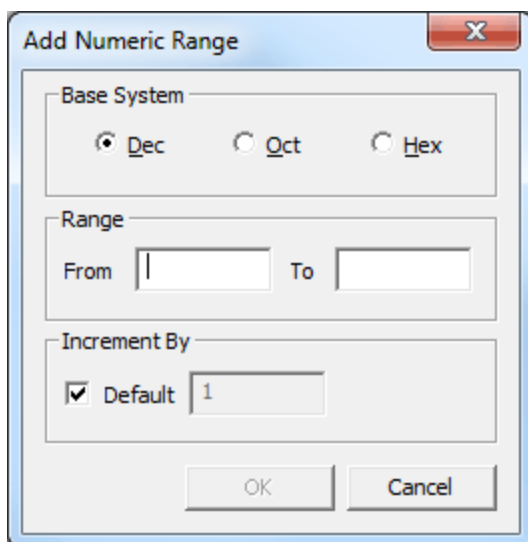 Add Numeric Range
Base System
Dec Oct Hex
Range
From To
Increment By
Default 1
OK Cancel